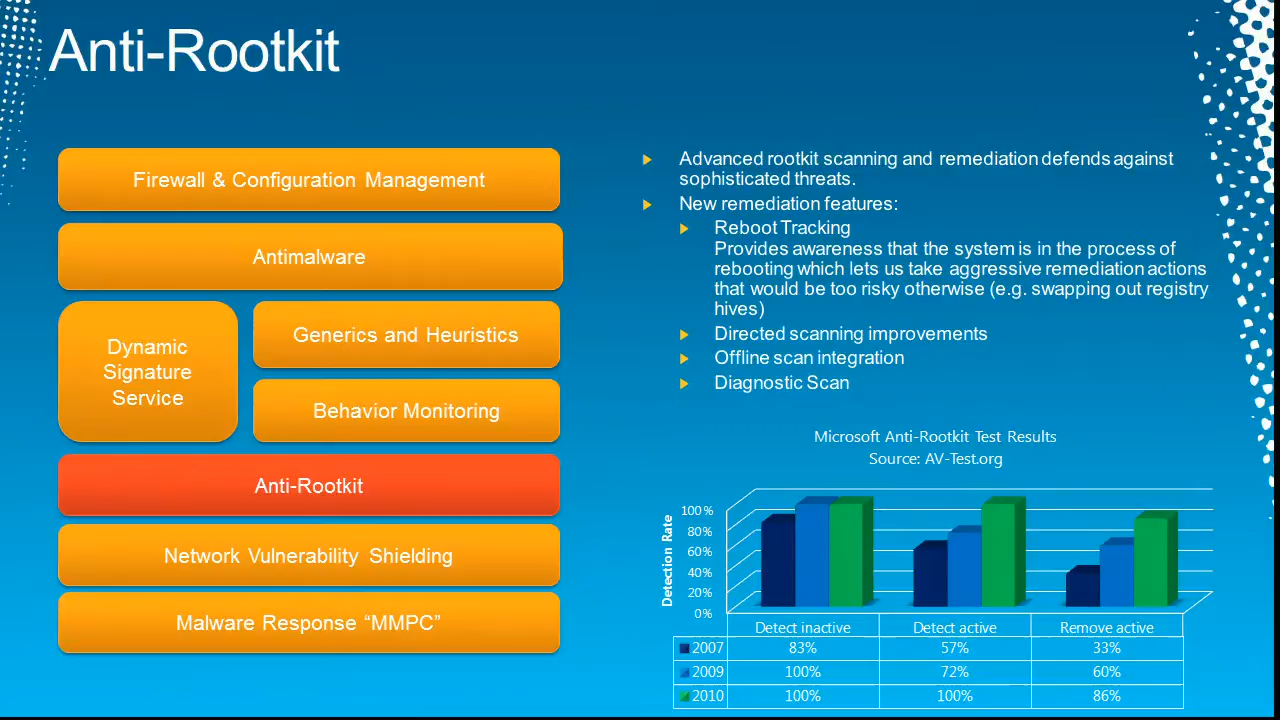 Anti-Rootkit
Firewall & Configuration Management
Antimalware
Dynamic
Signature
Service
Generics and Heuristics
Behavior Monitoring
Anti-Rootkit
Network Vulnerability Shielding
Malware Response “MMPC”
Advanced rootkit scanning and remediation defends against
sophisticated threats.
New remediation features:
Reboot Tracking
Provides awareness that the system is in the process of
rebooting which lets us take aggressive remediation actions
that would be too risky otherwise (e.g. swapping out registry
hives)
Directed scanning improvements
Offline scan integration
Diagnostic Scan
Microsoft Anti-Rootkit Test Results
Source: AV-Test.org
Detection Rate
100%
80%
60%
40%
20%
0%
Detect inactive Detect active Remove active
2007 83% 57% 33%
2009 100% 72% 60%
2010 100% 100% 86%